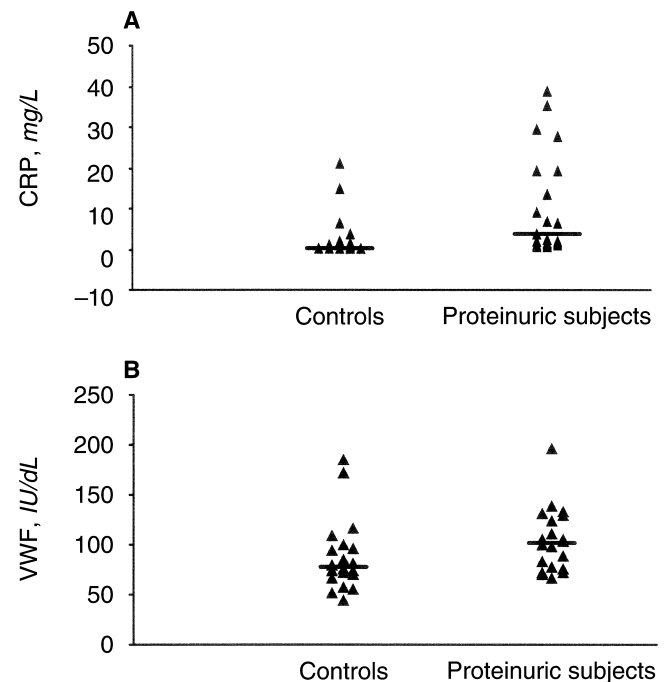 A
50
40
30
20
10
0
–10
CRP, mg/L
Controls
Proteinuric subjects
B
250
200
150
100
50
0
VWF, IU/dL
Controls
Proteinuric subjects